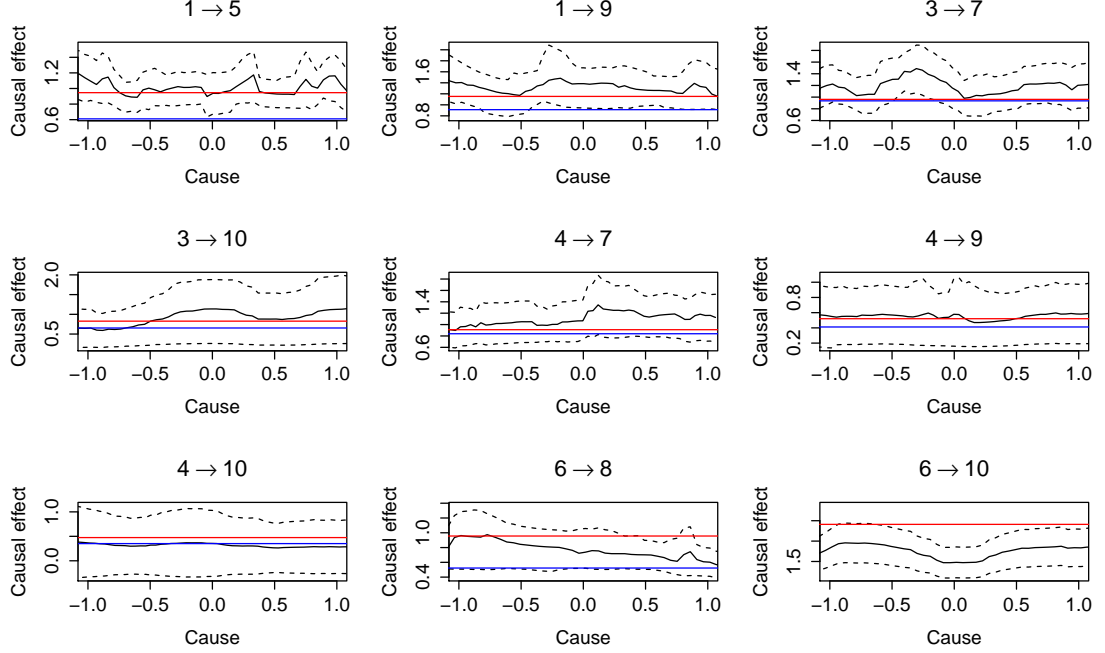 1 → 5
Causal effect
0.6 1.2
−1.0 −0.5 0.0 0.5 1.0
Cause
1 → 9
Causal effect
0.8 1.6
−1.0 −0.5 0.0 0.5 1.0
Cause
3 → 7
Causal effect
0.6 1.4
−1.0 −0.5 0.0 0.5 1.0
Cause
3 → 10
Causal effect
0.5 2.0
−1.0 −0.5 0.0 0.5 1.0
Cause
4 → 7
Causal effect
0.6 1.4
−1.0 −0.5 0.0 0.5 1.0
Cause
4 → 9
Causal effect
0.2 0.8
−1.0 −0.5 0.0 0.5 1.0
Cause
4 → 10
Causal effect
0.0 1.0
−1.0 −0.5 0.0 0.5 1.0
Cause
6 → 8
Causal effect
0.4 1.0
−1.0 −0.5 0.0 0.5 1.0
Cause
6 → 10
Causal effect
1.5
−1.0 −0.5 0.0 0.5 1.0
Cause